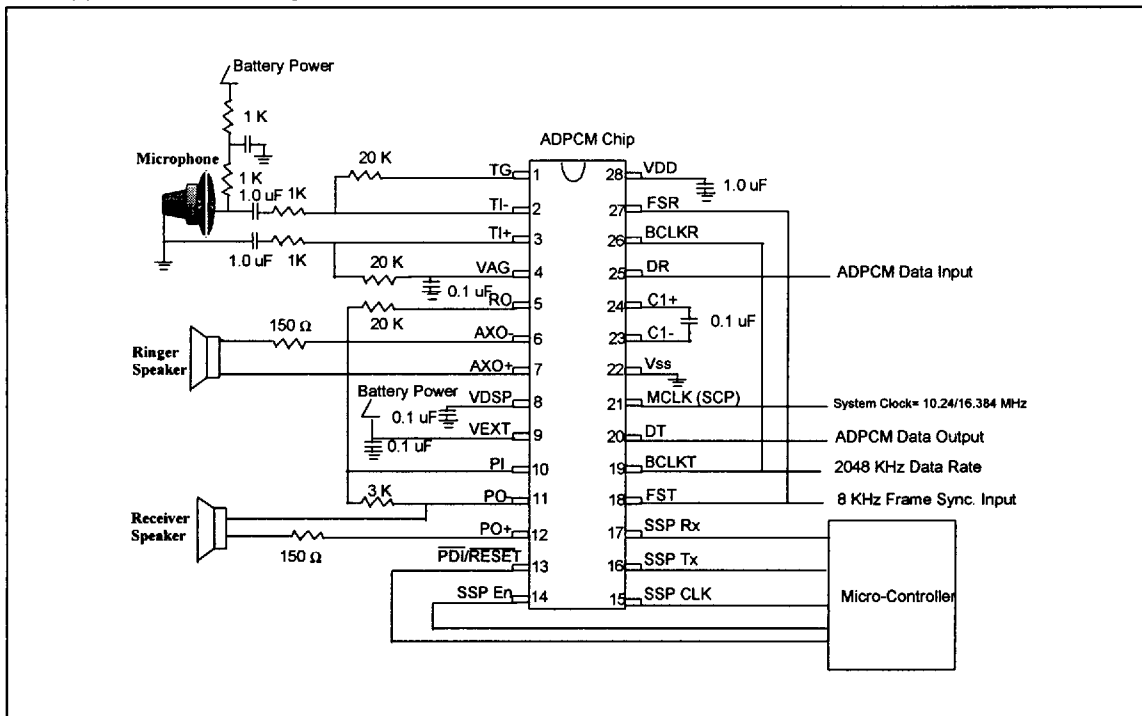 Battery Power
1 K
ADPCM Chip
Microphone
20 K
TG
1
28
VDD
1.0 uF
1K
1.0 uF
1K
TI-
2
27
FSR
TI+
3
26
BCLKR
1.0 uF
1K
20 K
VAG
4
25
DR
ADPCM Data Input
0.1 uF
RO
5
24
C1+
20 K
0.1 uF
150 Ω
AXO-
6
23
C1-
Ringer
Speaker
AXO+
7
22
Vss
Battery Power
VDSP
8
21
MCLK (SCP)
System Clock= 10.24/16.384 MHz
0.1 uF
VEXT
9
20
DT
ADPCM Data Output
0.1 uF
PI
10
19
BCLKT
2048 KHz Data Rate
3 K
PO
11
18
FST
8 KHz Frame Sync. Input
Receiver
Speaker
PO+
12
17
SSP Rx
150 Ω
PDI/RESET
13
16
SSP Tx
SSP En
14
15
SSP CLK
Micro-Controller